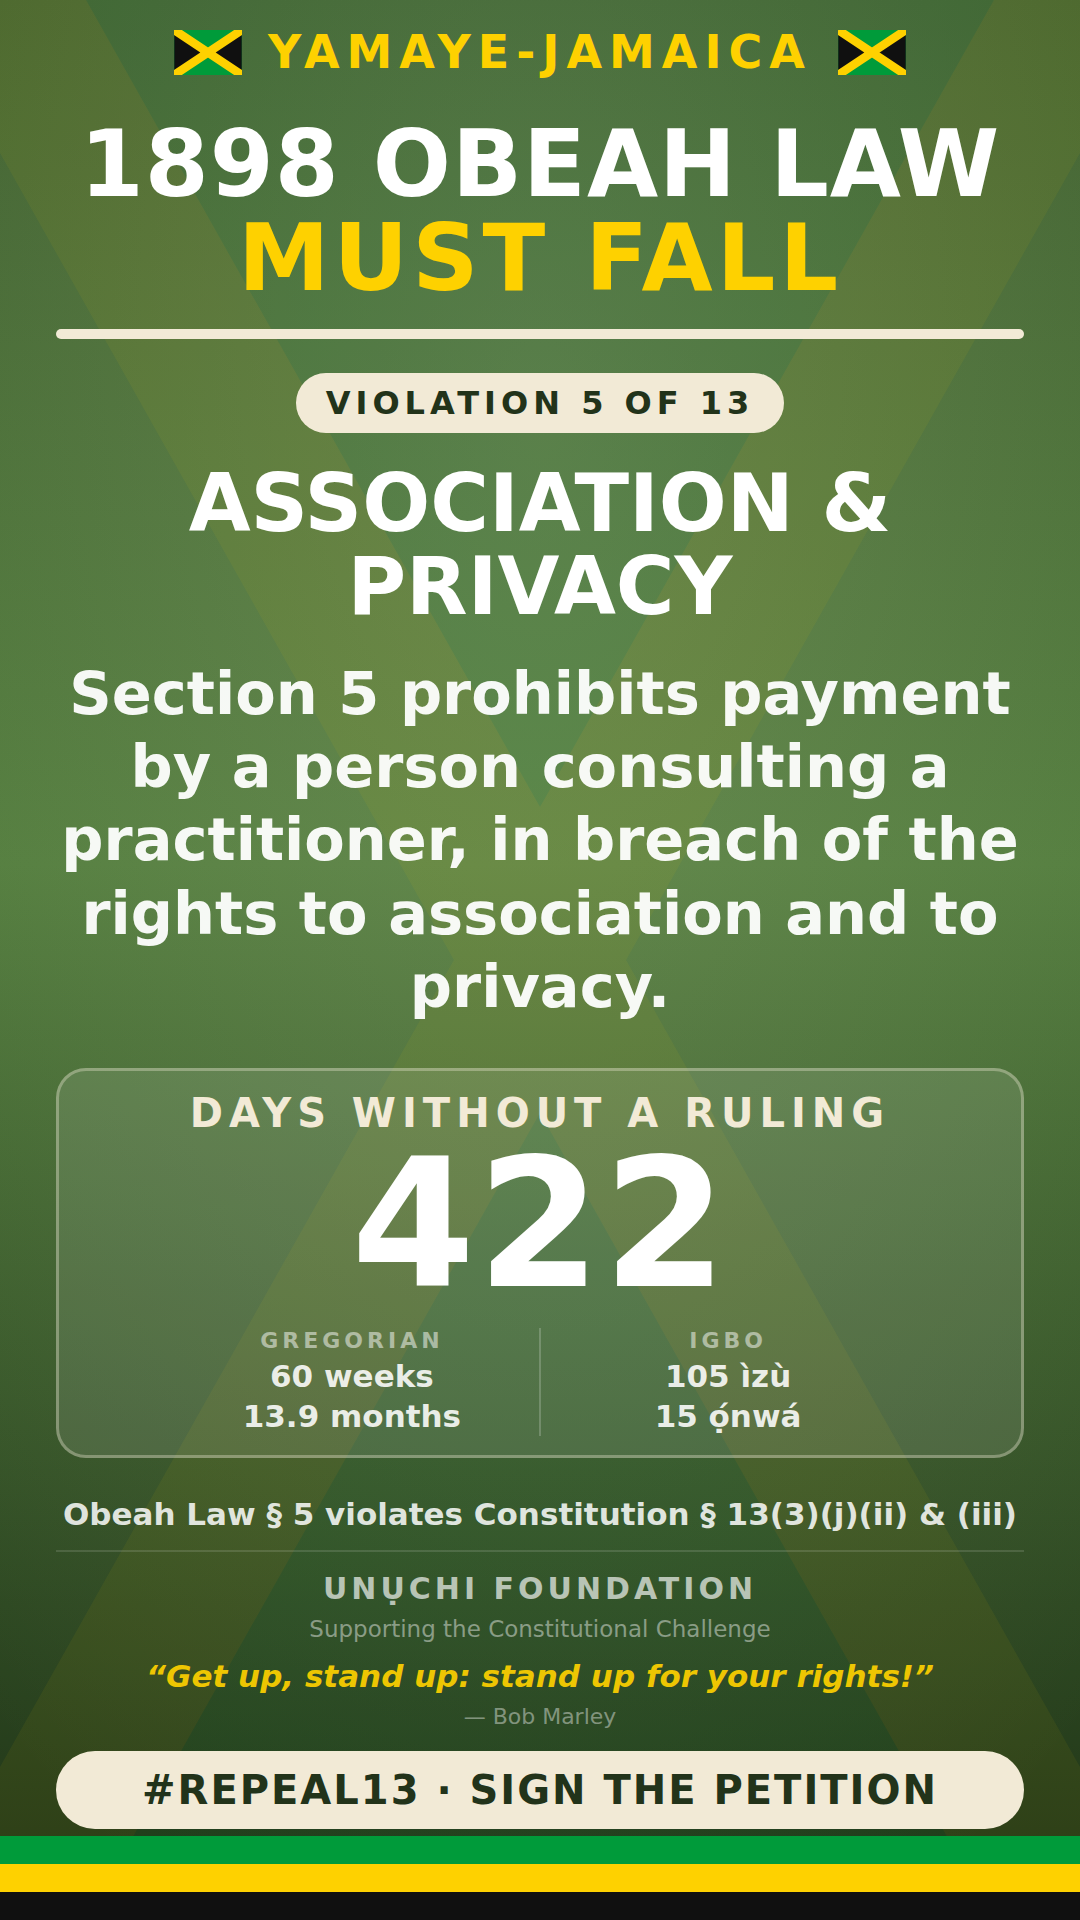 YAMAYE-JAMAICA
1898 OBEAH LAW
MUST FALL
VIOLATION 5 OF 13
ASSOCIATION &
PRIVACY
Section 5 prohibits payment
by a person consulting a
practitioner, in breach of the
rights to association and to
privacy.
DAYS WITHOUT A RULING
422
GREGORIAN
60 weeks
13.9 months
IGBO
105 ìzù
15 ọ́nwá
Obeah Law § 5 violates Constitution § 13(3)(j)(ii) & (iii)
UNỤCHI FOUNDATION
Supporting the Constitutional Challenge
“Get up, stand up: stand up for your rights!”
— Bob Marley
#REPEAL13 · SIGN THE PETITION